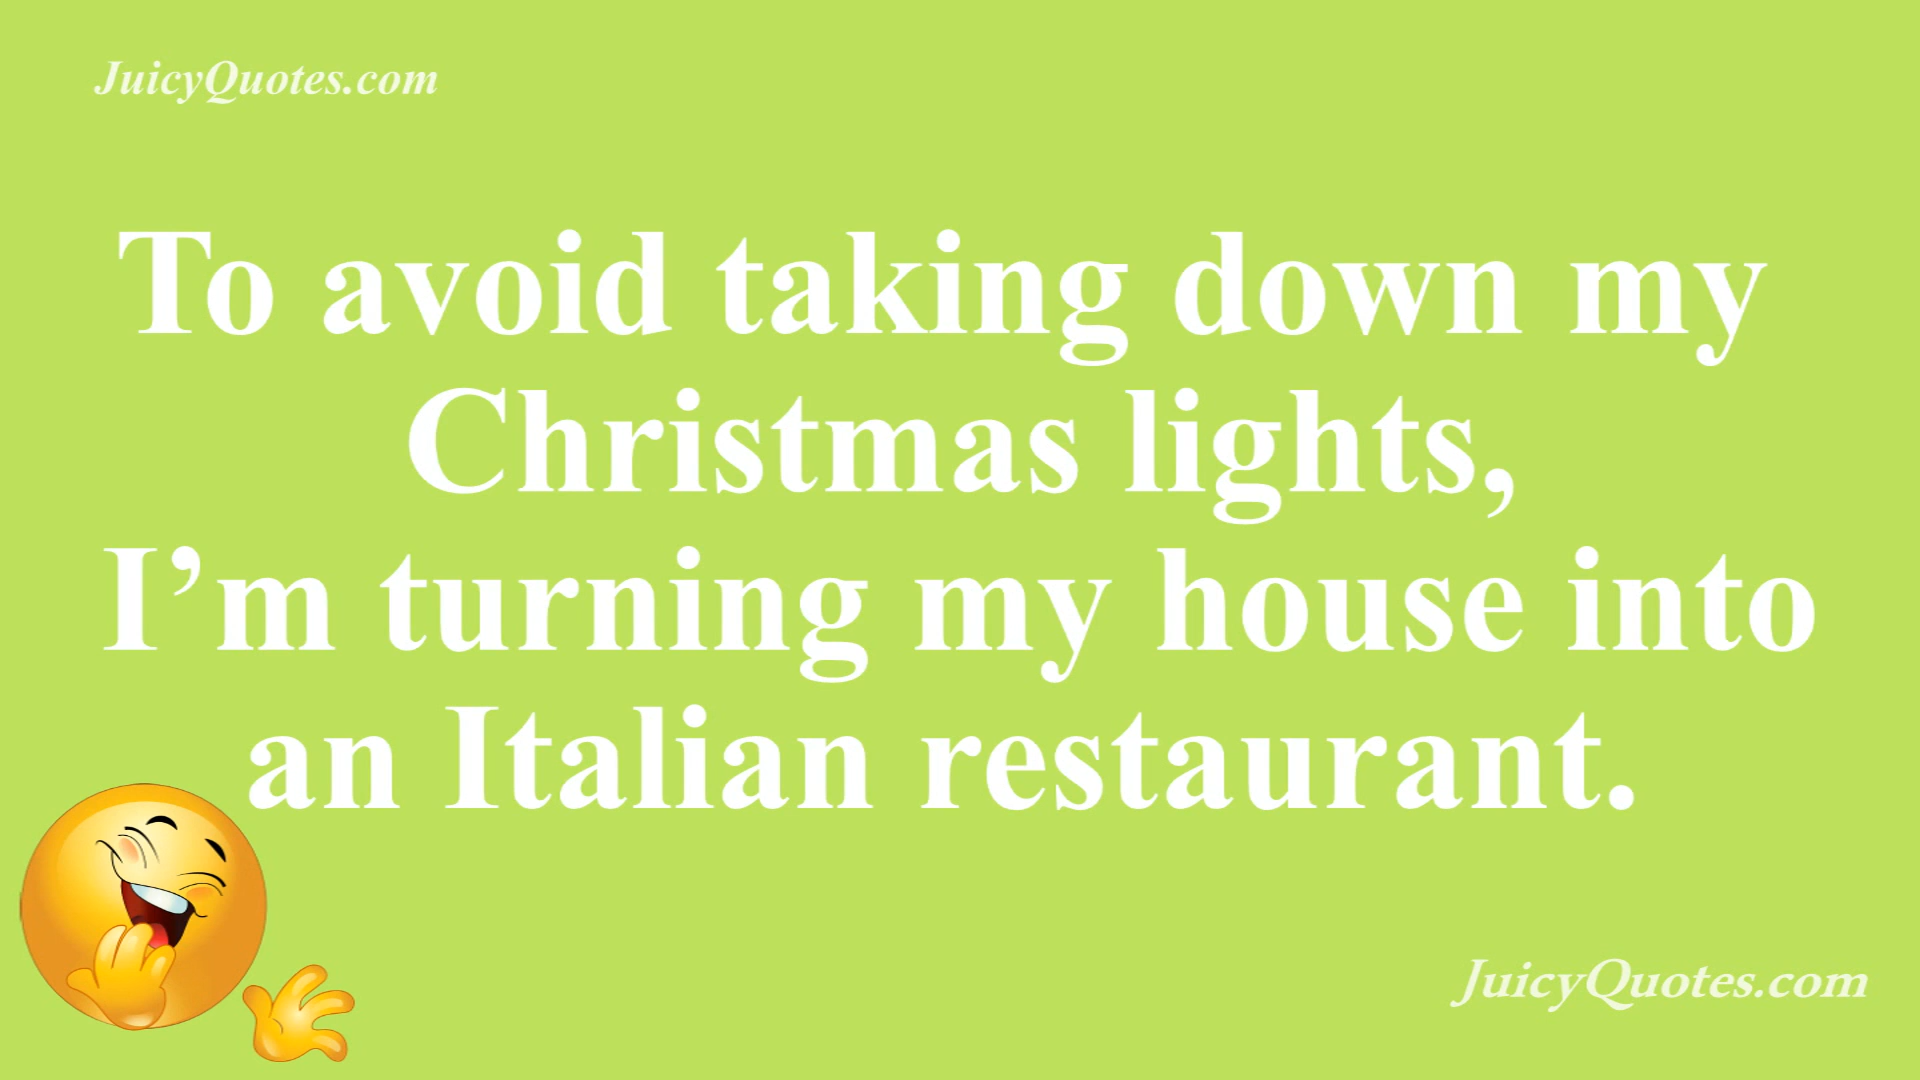 JuicyQuotes.com
To avoid taking down my
Christmas lights,
I’m turning my house into
an Italian restaurant.
JuicyQuotes.com